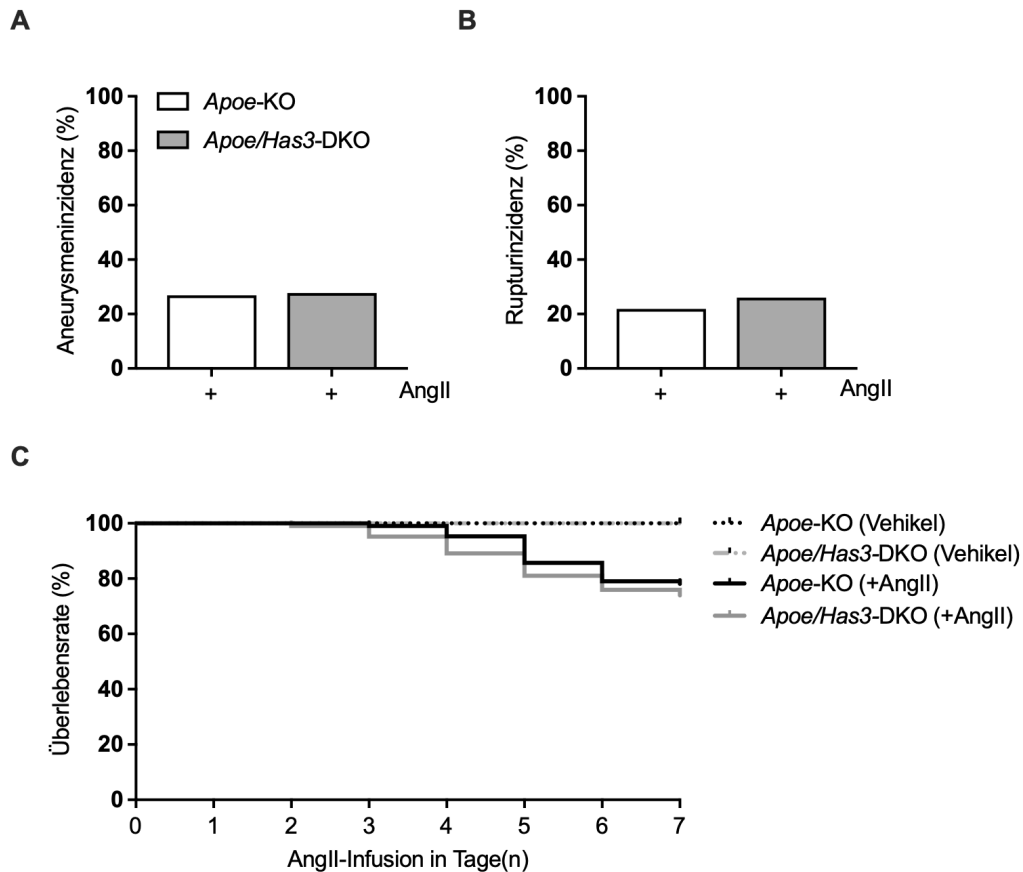 A
B
100
80
60
40
20
0
Aneurysmeninzidenz (%)
Apoe-KO
Apoe/Has3-DKO
+
+
AngII
100
80
60
40
20
0
Rupturinzidenz (%)
+
+
AngII
C
100
80
60
40
20
0
Überlebensrate (%)
0 1 2 3 4 5 6 7
AngII-Infusion in Tage(n)
Apoe-KO (Vehikel)
Apoe/Has3-DKO (Vehikel)
Apoe-KO (+AngII)
Apoe/Has3-DKO (+AngII)